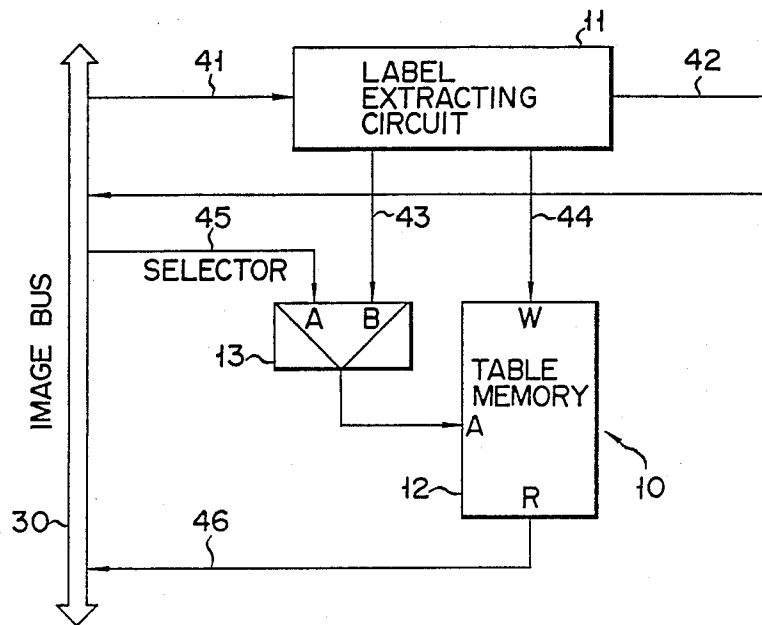 11
41
42
LABEL
EXTRACTING
CIRCUIT
43
44
45
SELECTOR
A B
W
13
TABLE
MEMORY
A
12
R
10
IMAGE BUS
30
46